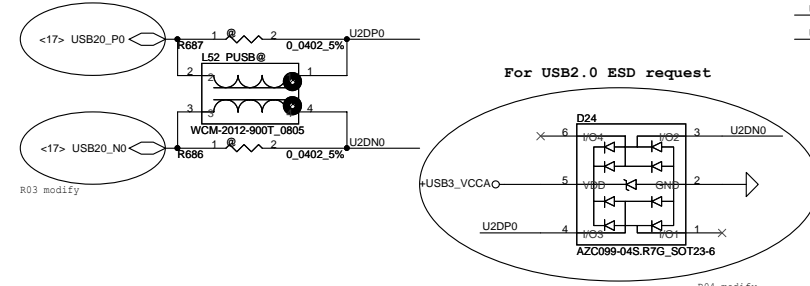 <17> USB20_P0
1 @ 2
U2DP0
R687
0_0402_5%
L52 PUSB@
2 2 1
3 3 4
WCM-2012-900T_0805
<17> USB20_N0
1 @ 2
U2DN0
R686
0_0402_5%
R03 modify
For USB2.0 ESD request
D24
6 I/O4 I/O2 3 U2DN0
+USB3_VCCA 5 VDD GND 2
U2DP0 4 I/O3 I/O1 1
AZC099-04S.R7G_SOT23-6
R04 modify